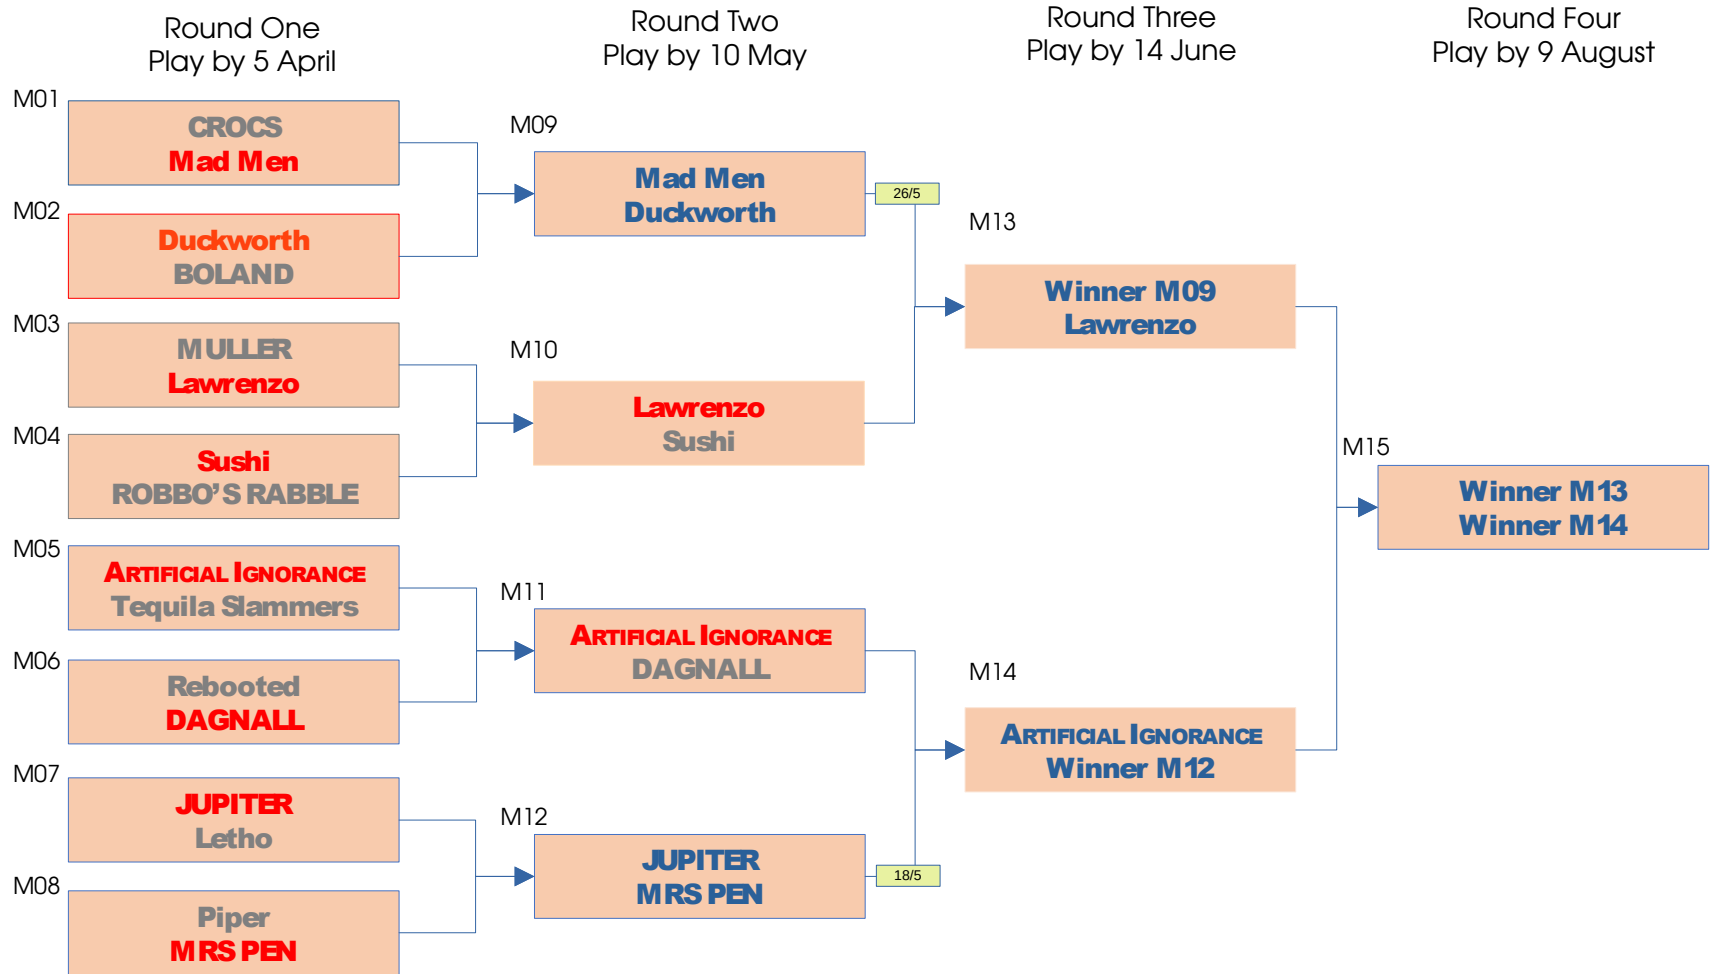 Round One
Play by 5 April
Round Two
Play by 10 May
Round Three
Play by 14 June
Round Four
Play by 9 August
M01
CROCS
Mad Men
M02
Duckworth
BOLAND
M03
MULLER
Lawrenzo
M04
Sushi
ROBBO'S RABBLE
M05
ARTIFICIAL IGNORANCE
Tequila Slammers
M06
Rebooted
DAGNALL
M07
JUPITER
Letho
M08
Piper
MRS PEN
M09
Mad Men
Duckworth
26/5
M10
Lawrenzo
Sushi
M11
ARTIFICIAL IGNORANCE
DAGNALL
M12
JUPITER
MRS PEN
18/5
M13
Winner M09
Lawrenzo
M14
ARTIFICIAL IGNORANCE
Winner M12
M15
Winner M13
Winner M14